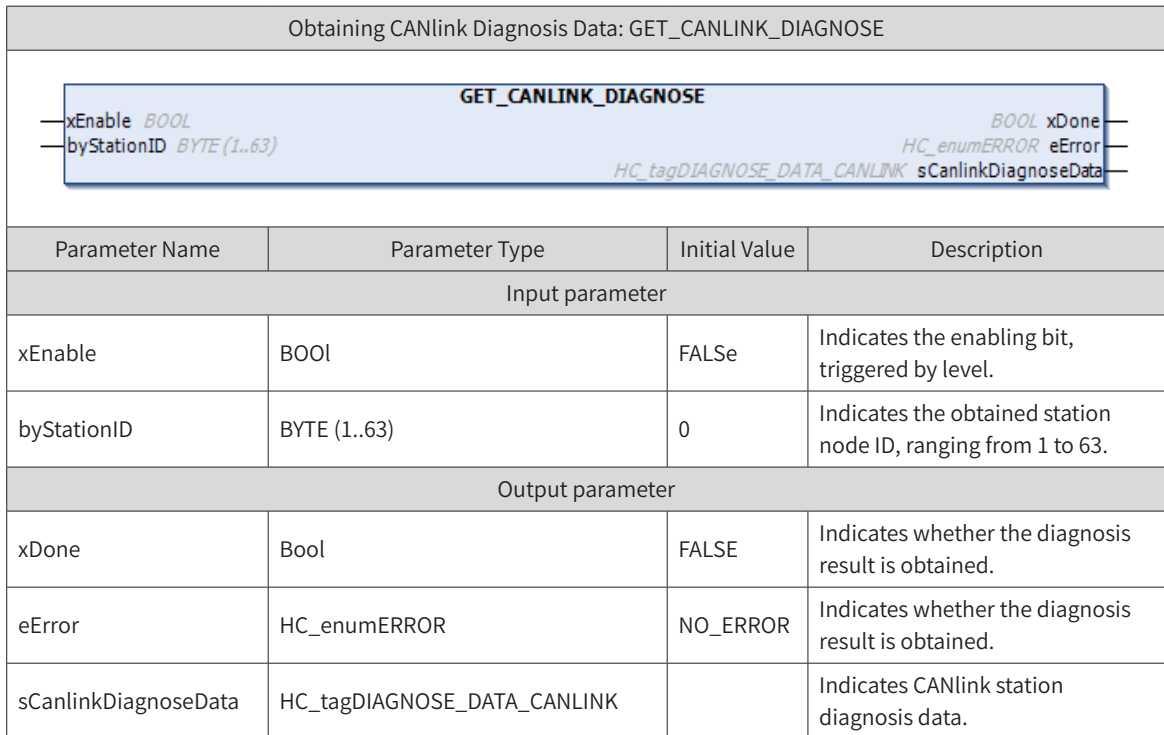 Obtaining CANlink Diagnosis Data: GET_CANLINK_DIAGNOSE
GET_CANLINK_DIAGNOSE
xEnable BOOL
BOOL xDone
byStationID BYTE (1..63)
HC_enumERROR eError
HC_tagDIAGNOSE_DATA_CANLINK sCanlinkDiagnoseData
Parameter Name Parameter Type Initial Value Description
Input parameter
xEnable BOOl FALSe Indicates the enabling bit,
triggered by level.
byStationID BYTE (1..63) 0 Indicates the obtained station
node ID, ranging from 1 to 63.
Output parameter
xDone Bool FALSE Indicates whether the diagnosis
result is obtained.
eError HC_enumERROR NO_ERROR Indicates whether the diagnosis
result is obtained.
sCanlinkDiagnoseData HC_tagDIAGNOSE_DATA_CANLINK Indicates CANlink station
diagnosis data.